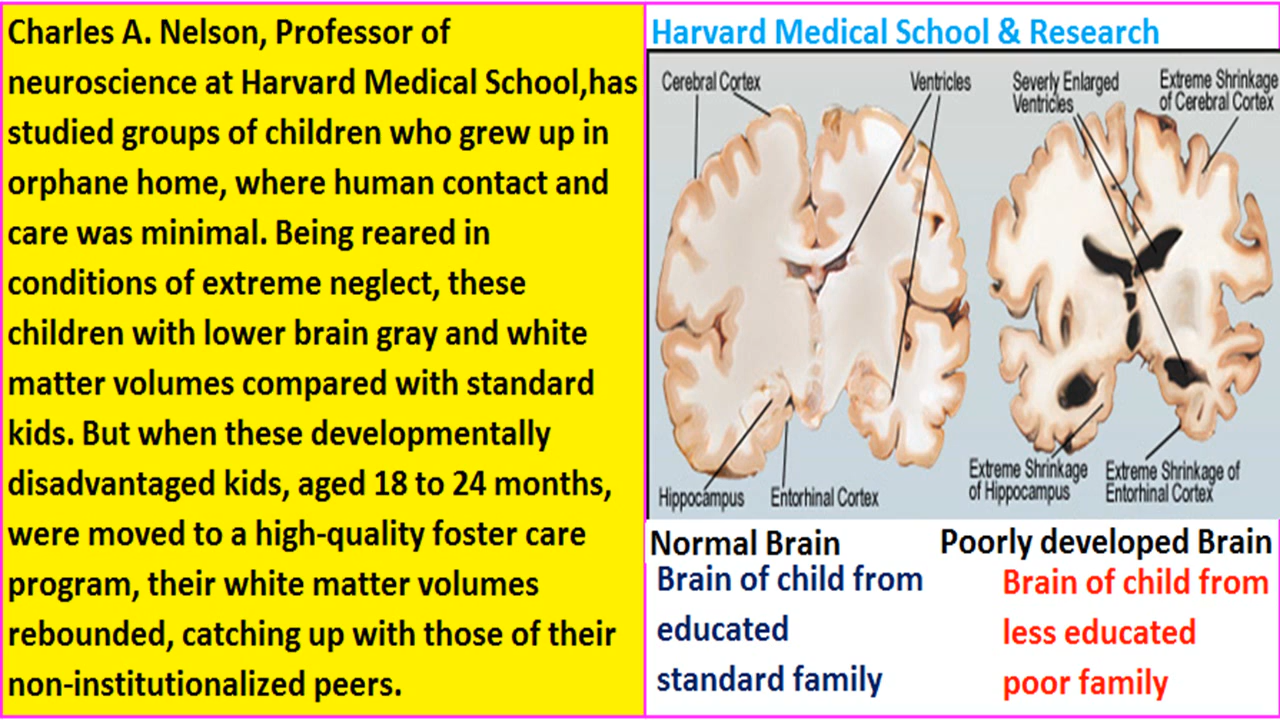 Charles A. Nelson, Professor of
neuroscience at Harvard Medical School,has
studied groups of children who grew up in
orphane home, where human contact and
care was minimal. Being reared in
conditions of extreme neglect, these
children with lower brain gray and white
matter volumes compared with standard
kids. But when these developmentally
disadvantaged kids, aged 18 to 24 months,
were moved to a high-quality foster care
program, their white matter volumes
rebounded, catching up with those of their
non-institutionalized peers.
Harvard Medical School & Research
Cerebral Cortex
Ventricles
Severly Enlarged
Ventricles
Extreme Shrinkage
of Cerebral Cortex
Hippocampus
Entorhinal Cortex
Extreme Shrinkage
of Hippocampus
Extreme Shrinkage of
Entorhinal Cortex
Normal Brain
Brain of child from
educated
standard family
Poorly developed Brain
Brain of child from
less educated
poor family